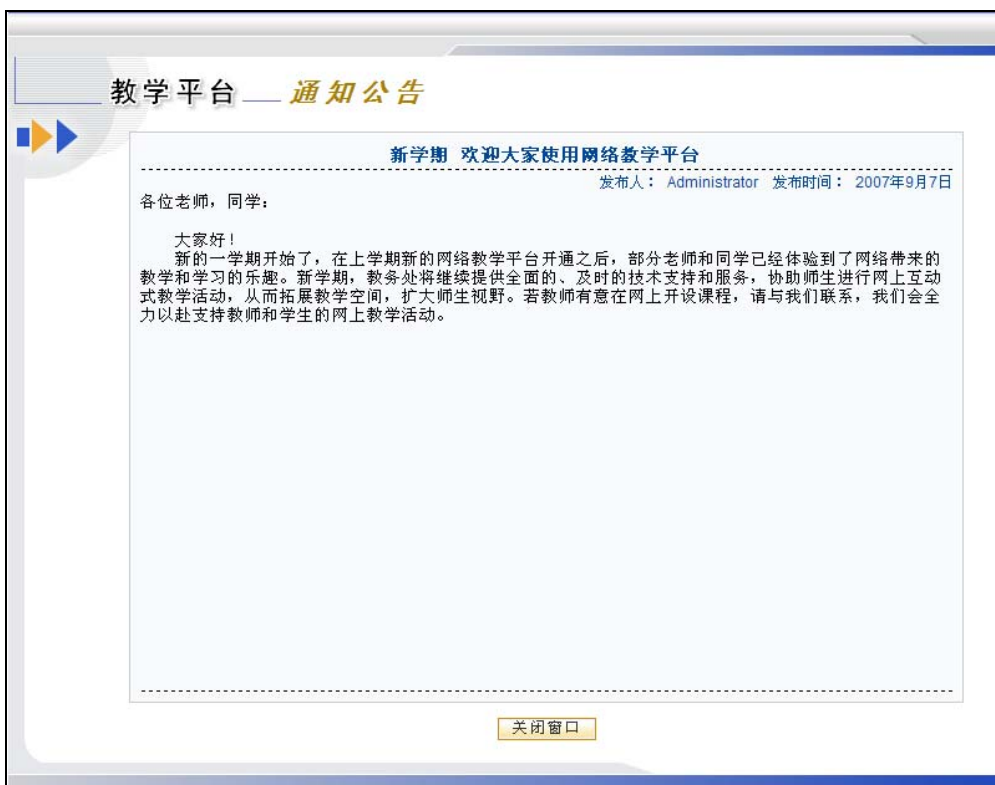 教学平台 通知公告
新学期 欢迎大家使用网络教学平台
发布人： Administrator 发布时间： 2007年9月7日
各位老师，同学：
大家好！
新的一学期开始了，在上学期新的网络教学平台开通之后，部分老师和同学已经体验到了网络带来的
教学和学习的乐趣。新学期，教务处将继续提供全面的、及时的技术支持和服务，协助师生进行网上互动
式教学活动，从而拓展教学空间，扩大师生视野。若教师有意在网上开设课程，请与我们联系，我们会全
力以赴支持教师和学生的网上教学活动。
关闭窗口